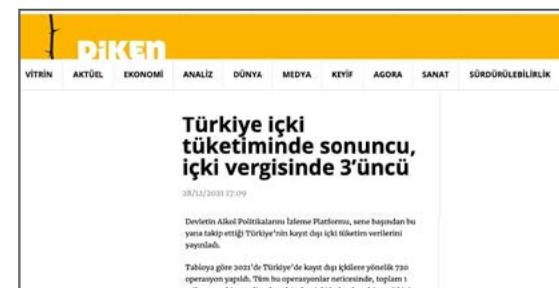 DiKEN
VİTRİN AKTÜEL EKONOMİ ANALİZ DÜNYA MEDYA KEYİF AGORA SANAT SÜRDÜRÜLEBİLİRLİK
Türkiye içki
tüketiminde sonuncu,
içki vergisinde 3’üncü
28/12/2021 17:09
Devletin Alkol Politikalarını İzleme Platformu, sene başından bu
yana takip ettiği Türkiye’nin kayıt dışı içki tüketim verilerini
yayınladı.
Tabloya göre 2021’de Türkiye’de kayıt dışı içkilere yönelik 720
operasyon yapıldı. Tüm bu operasyonlar neticesinde, toplam 1